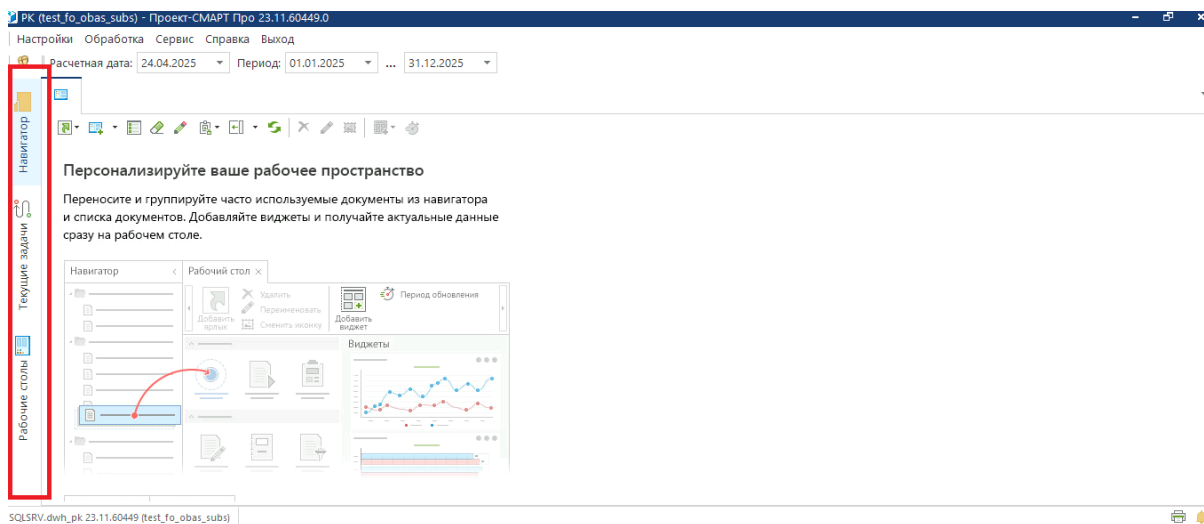 РК (test_fo_obas_subs) - Проект-СМАРТ Про 23.11.60449.0
Настройки Обработка Сервис Справка Выход
Расчетная дата: 24.04.2025 Период: 01.01.2025 ... 31.12.2025
Навигатор
Текущие задачи
Рабочие столы
Персонализируйте ваше рабочее пространство
Переносите и группируйте часто используемые документы из навигатора
и списка документов. Добавляйте виджеты и получайте актуальные данные
сразу на рабочем столе.
Навигатор Рабочий стол
Добавить ярлык
Удалить
Переименовать
Сменить иконку
Добавить виджет
Период обновления
Виджеты
SQLSRV.dwh_pk 23.11.60449 (test_fo_obas_subs)